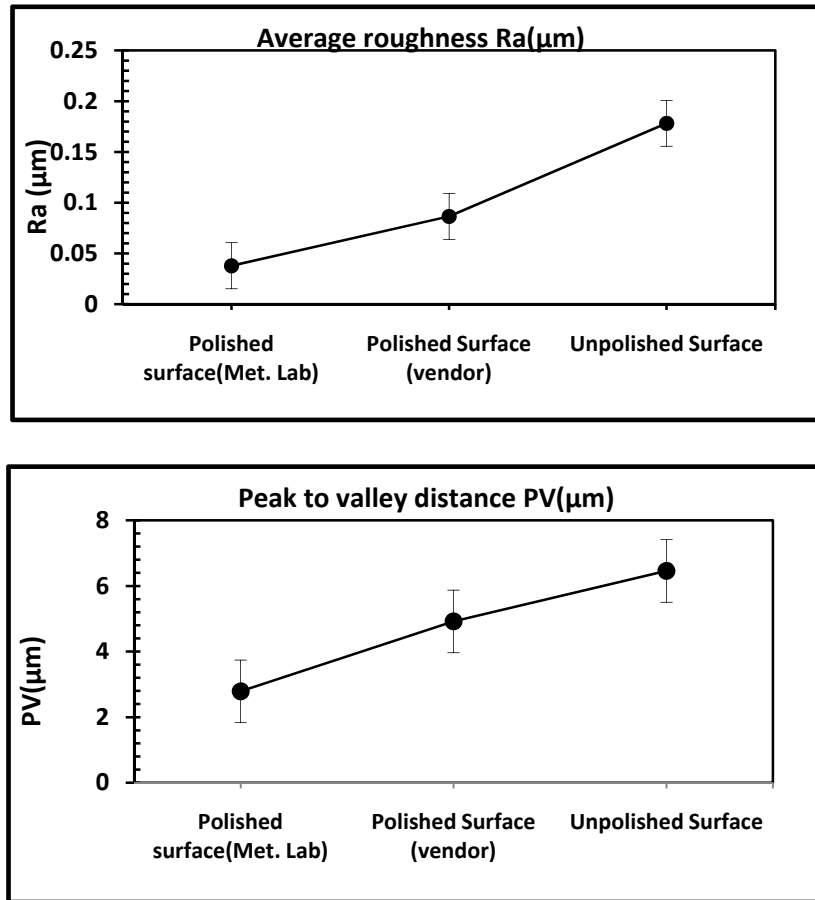 Average roughness Ra(μm)
0.25
0.2
0.15
0.1
0.05
0
Ra (μm)
Polished
surface(Met. Lab)
Polished Surface
(vendor)
Unpolished Surface
Peak to valley distance PV(μm)
8
6
4
2
0
PV(μm)
Polished
surface(Met. Lab)
Polished Surface
(vendor)
Unpolished Surface